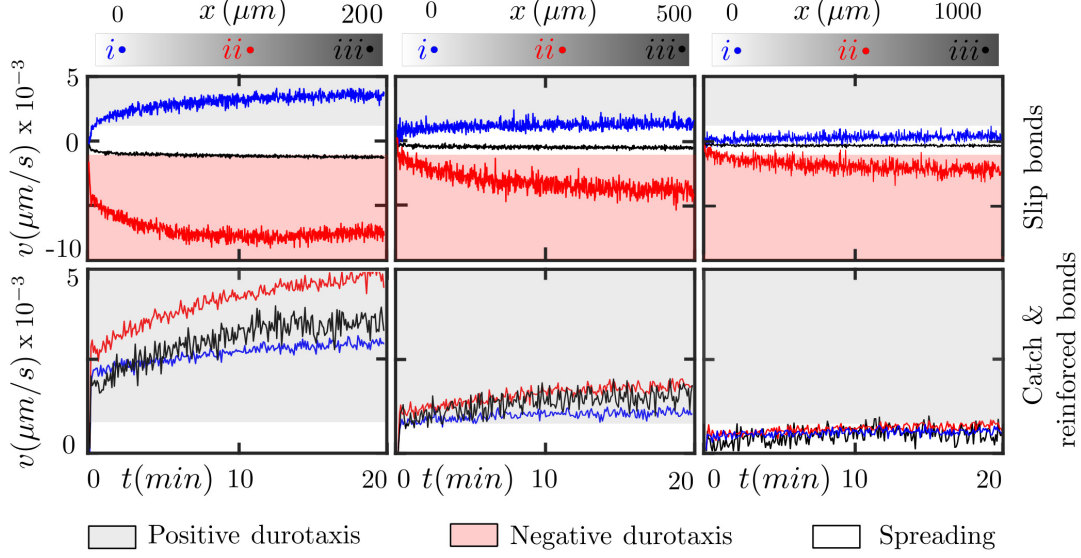 0 x (μm) 200
0 x (μm) 500
0 x (μm) 1000
i• ii• iii•
i• ii• iii•
i• ii• iii•
v(μm/s) x 10⁻³
5
0
-10
Slip bonds
v(μm/s) x 10⁻³
5
0
Catch &
reinforced bonds
0 t(min) 10 20
0 t(min) 10 20
0 t(min) 10 20
Positive durotaxis
Negative durotaxis
Spreading